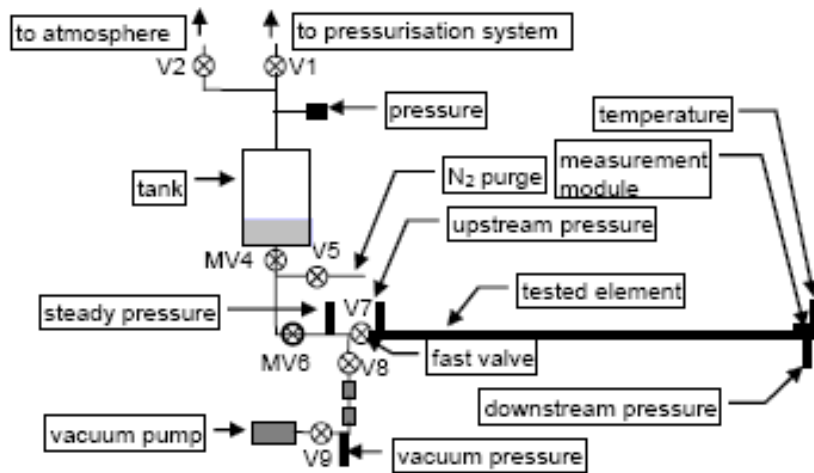 to atmosphere
to pressurisation system
V2
V1
pressure
temperature
tank
N2 purge
measurement
module
MV4
V5
upstream pressure
steady pressure
V7
tested element
MV6
V8
fast valve
downstream pressure
vacuum pump
V9
vacuum pressure